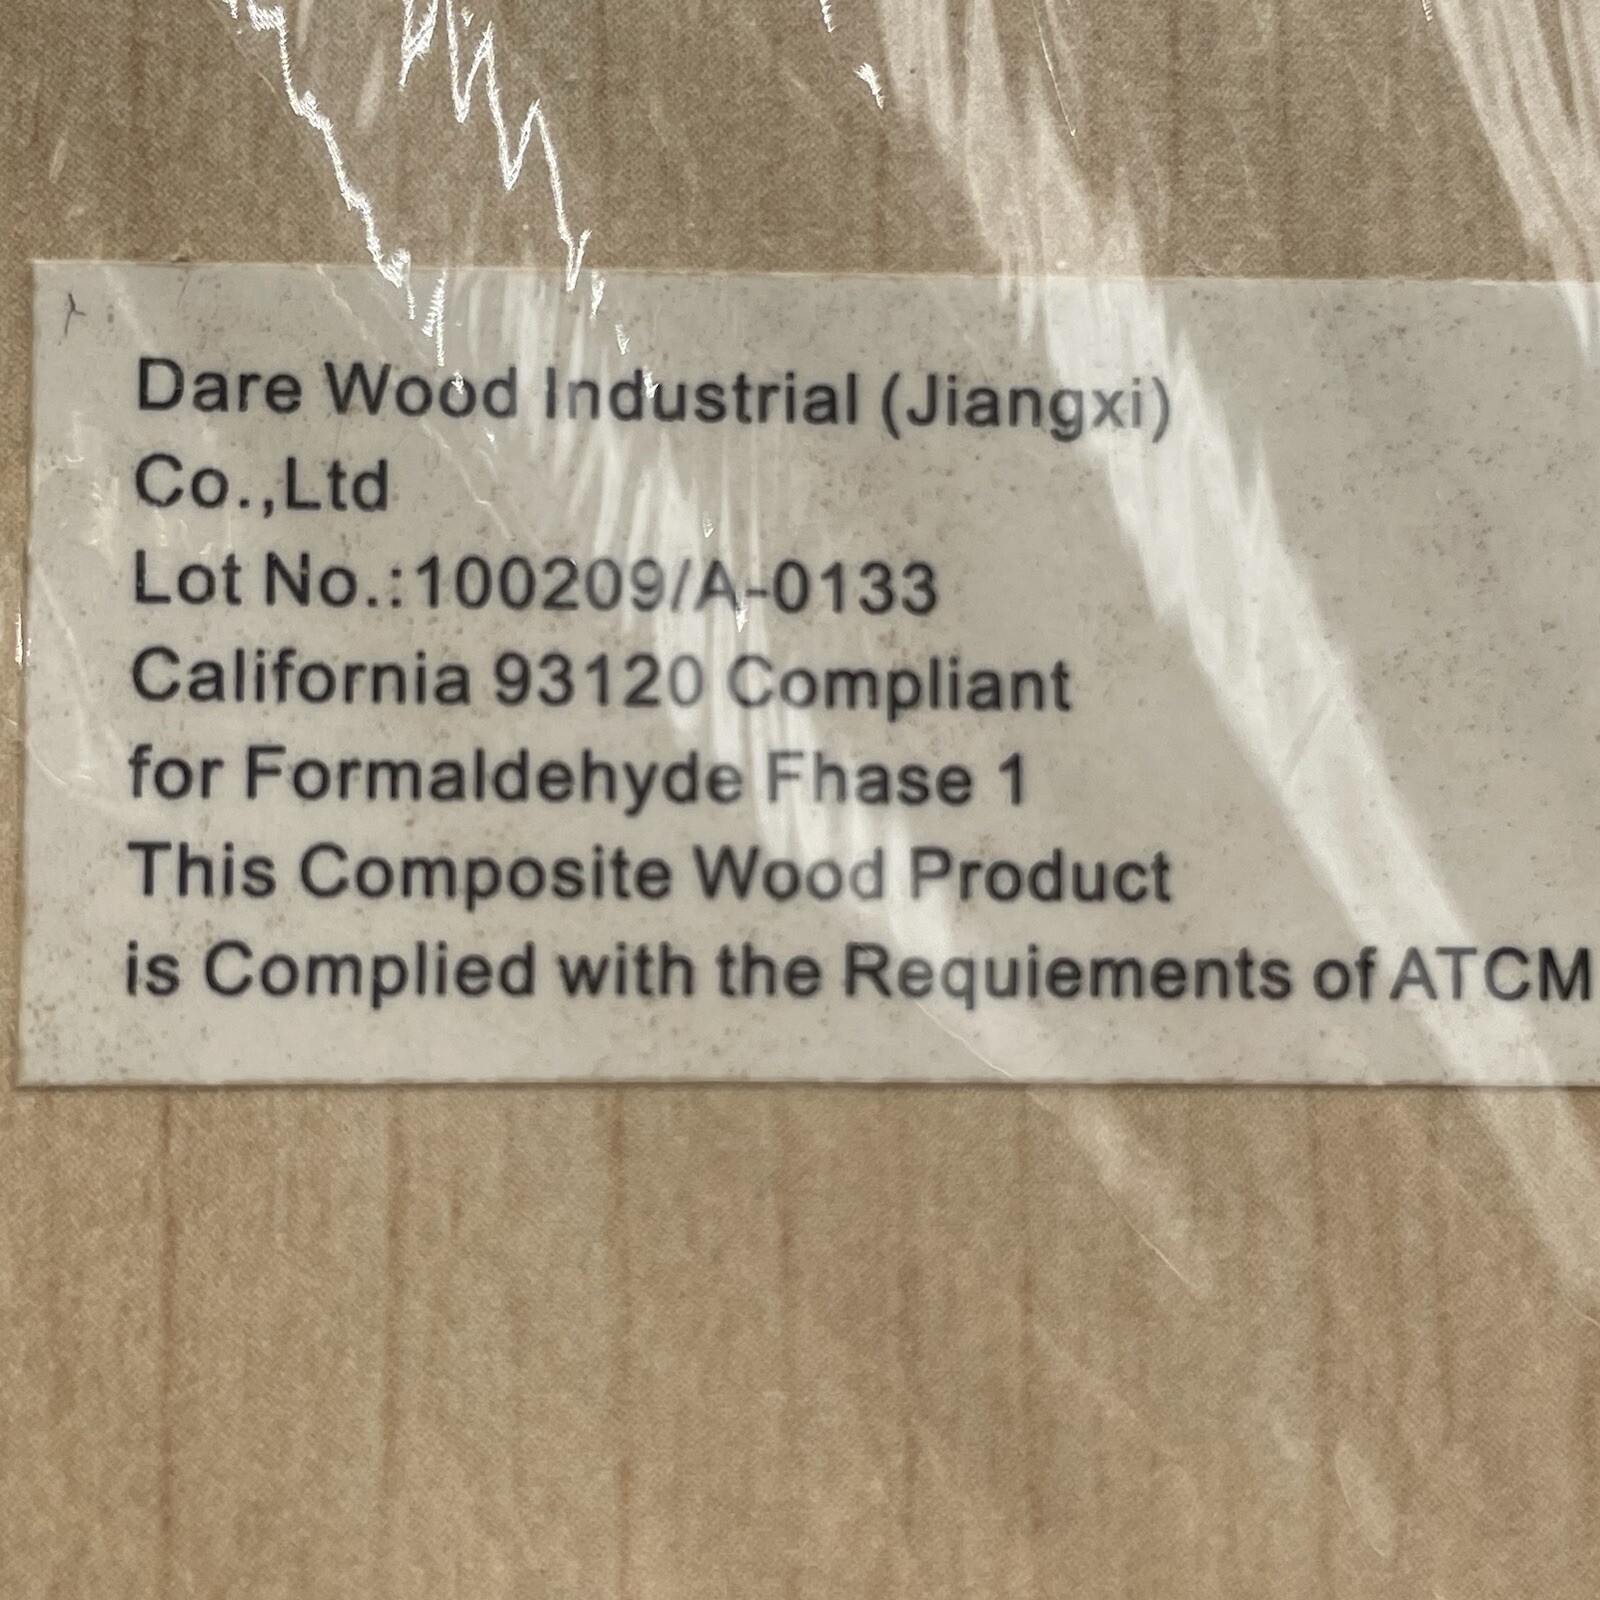 Dare Wood Industrial (Jiangxi)
Co.,Ltd
Lot No.:100209/A-0133
California 93120 Compliant
for Formaldehyde Fhase 1
This Composite Wood Product
is Complied with the Requiements of ATCM